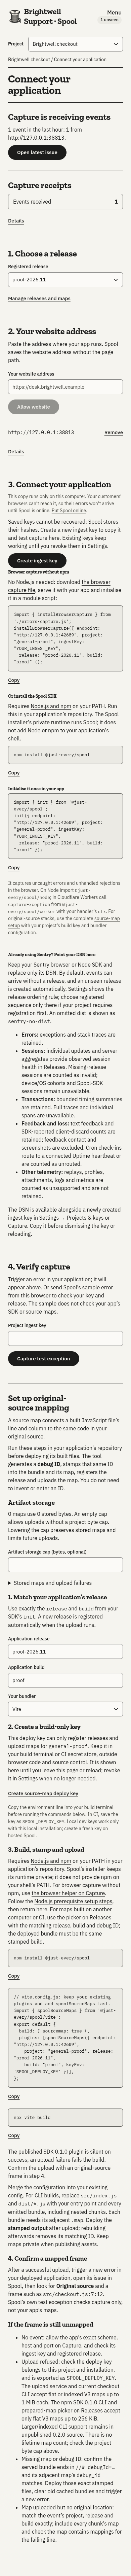 Brightwell
Support · Spool
Menu
1 unseen
Project
Brightwell checkout
Brightwell checkout / Connect your application
Connect your
application
Capture is receiving events
1 event in the last hour; 1 from
http://127.0.0.1:38813.
Open latest issue
Capture receipts
Events received
1
Details
1. Choose a release
Registered release
proof-2026.11
Manage releases and maps
2. Your website address
Paste the address where your app runs. Spool
saves the website address without the page
path.
Your website address
https://desk.brightwell.example
Allow website
http://127.0.0.1:38813
Remove
Details
3. Connect your application
This copy runs only on this computer. Your customers'
browsers can't reach it, so their errors won't arrive
until Spool is online. Put Spool online.
Saved keys cannot be recovered: Spool stores
their hashes. Create a new ingest key to copy it
and test capture here. Existing keys keep
working until you revoke them in Settings.
Create ingest key
Browser capture without npm
No Node.js needed: download the browser
capture file, serve it with your app and initialise
it in a module script:
import { installBrowserCapture } from
'./errors-capture.js';
installBrowserCapture({ endpoint:
"http://127.0.0.1:42689", project:
"general-proof", ingestKey:
"YOUR_INGEST_KEY",
release: "proof-2026.11", build:
"proof" });
Copy
Or install the Spool SDK
Requires Node.js and npm on your PATH. Run
this in your application's repository. The Spool
installer's private runtime runs Spool; it does
not add Node or npm to your application's
shell.
npm install @just-every/spool
Copy
Initialise it once in your app
import { init } from '@just-
every/spool';
init({ endpoint:
"http://127.0.0.1:42689", project:
"general-proof", ingestKey:
"YOUR_INGEST_KEY",
release: "proof-2026.11", build:
"proof" });
Copy
It captures uncaught errors and unhandled rejections
in the browser. On Node import @just-
every/spool/node; in Cloudflare Workers call
captureException from @just-
every/spool/worker with your handler's ctx. For
original-source stacks, use the complete source-map
setup with your project's build key and bundler
configuration.
Already using Sentry? Point your DSN here
Keep your Sentry browser or Node SDK and
replace only its DSN. By default, events can
arrive without a release, and an unknown release
is created automatically. Settings shows the
release currently used for each issue. Choose
registered-release only there if your project
requires registration first. An omitted dist is shown as
sentry-no-dist.
• Errors: exceptions and stack traces are
retained.
• Sessions: individual updates and server
aggregates provide observed session
health and release adoption. Missing-
release sessions are counted as invalid;
device/OS cohorts and Spool-SDK
sessions remain unavailable.
• Transactions: bounded timing summaries
are retained. Full traces and individual
spans are unavailable.
• Feedback and loss: text feedback and
SDK-reported client-discard counts are
retained; feedback contact and
screenshots are excluded. Cron check-ins
route to a connected Uptime heartbeat or
are counted as unrouted.
• Other telemetry: replays, profiles,
attachments, logs and metrics are
counted as unsupported and are not
retained.
The DSN is available alongside a newly created
ingest key in Settings → Projects & keys or
Capture. Copy it before dismissing the key or
reloading.
4. Verify capture
Trigger an error in your application; it will
appear above. Or send Spool's sample error
from this browser to check the key and
release. The sample does not check your app's
SDK or source maps.
Project ingest key
Capture test exception
Set up original-
source mapping
A source map connects a built JavaScript file's
line and column to the same code in your
original source.
Run these steps in your application's repository
before deploying its built files. The tool
generates a debug ID, keeps that same ID
into the bundle and its map, registers the
release and uploads the map. You do not need
to invent or enter an ID.
Artifact storage
0 maps use 0 stored bytes. An empty cap
allows uploads without a project byte cap.
Lowering the cap preserves stored maps and
limits future uploads.
Artifact storage cap (bytes, optional)
Stored maps and upload failures
1. Match your application's release
Use exactly the release and build from your
SDK's init. A new release is registered
automatically when the upload runs.
Application release
proof-2026.11
Application build
proof
Your bundler
Vite
2. Create a build-only key
This deploy key can only register releases and
upload maps for general-proof. Keep it in
your build terminal or CI secret store, outside
browser code and source control. It is shown
here until you leave this page or reload; revoke
it in Settings when no longer needed.
Create source-map deploy key
Copy the environment line into your build terminal
before running the commands below. In CI, save the
key as SPOOL_DEPLOY_KEY. Local dev keys work only
with this local installation; create a fresh key on
hosted Spool.
3. Build, stamp and upload
Requires Node.js and npm on your PATH in your
application's repository. Spool's installer keeps
its runtime private; it does not provide npm on
your project's PATH. For capture without npm,
use the browser helper on Capture.
Follow the Node.js prerequisite setup steps,
then return here. For maps built on another
computer or CI, use the picker on Releases
with the matching release, build and debug ID;
the deployed bundle must be the same
stamped build.
npm install @just-every/spool
Copy
// vite.config.js: keep your existing
plugins and add spoolSourceMaps last.
import { spoolSourceMaps } from '@just-
every/spool/vite';
export default {
build: { sourcemap: true },
plugins: [spoolSourceMaps({ endpoint:
"http://127.0.0.1:42689",
project: "general-proof", release:
"proof-2026.11",
build: "proof", keyEnv:
'SPOOL_DEPLOY_KEY' })],
};
Copy
npx vite build
Copy
The published SDK 0.1.0 plugin is silent on
success; an upload failure fails the build.
Confirm the upload with an original-source
frame in step 4.
Merge the configuration into your existing
config. For CLI builds, replace src/index.js
and dist/*.js with your entry point and every
emitted bundle, including nested chunks. Each
bundle needs its adjacent .map. Deploy the
stamped output after upload; rebuilding
afterwards removes its matching ID. Keep
maps private when publishing assets.
4. Confirm a mapped frame
After a successful upload, trigger a new error in
your deployed application, open its issue in
Spool, then look for Original source and a
frame such as src/checkout.js:7:12.
Spool's own test exception checks capture only,
not your app's maps.
If the frame is still unmapped
• No event: allow the app's exact scheme,
host and port on Capture, and check its
ingest key and registered release.
• Upload refused: check the deploy key
belongs to this project and installation,
and is exported as SPOOL_DEPLOY_KEY.
The upload service and current checkout
CLI accept flat or indexed V3 maps up to
1 MiB each. The npm SDK 0.1.0 CLI and
prepared old cached Releases page accept
only flat V3 maps up to 256 KiB.
Larger/indexed CLI support remains in
unpublished 0.2.0 source. There is no
lifetime map count; check the project
byte cap above.
• Missing map or debug ID: confirm the
served bundle ends in //# debugId=…
and its adjacent map's debug_id
matches. Deploy those exact stamped
files, clear old bundles and trigger a new
error.
• Map uploaded but no original location:
match the event's project, release and
build exactly; include every chunk's map
and check the map contains mappings for
the failing line.